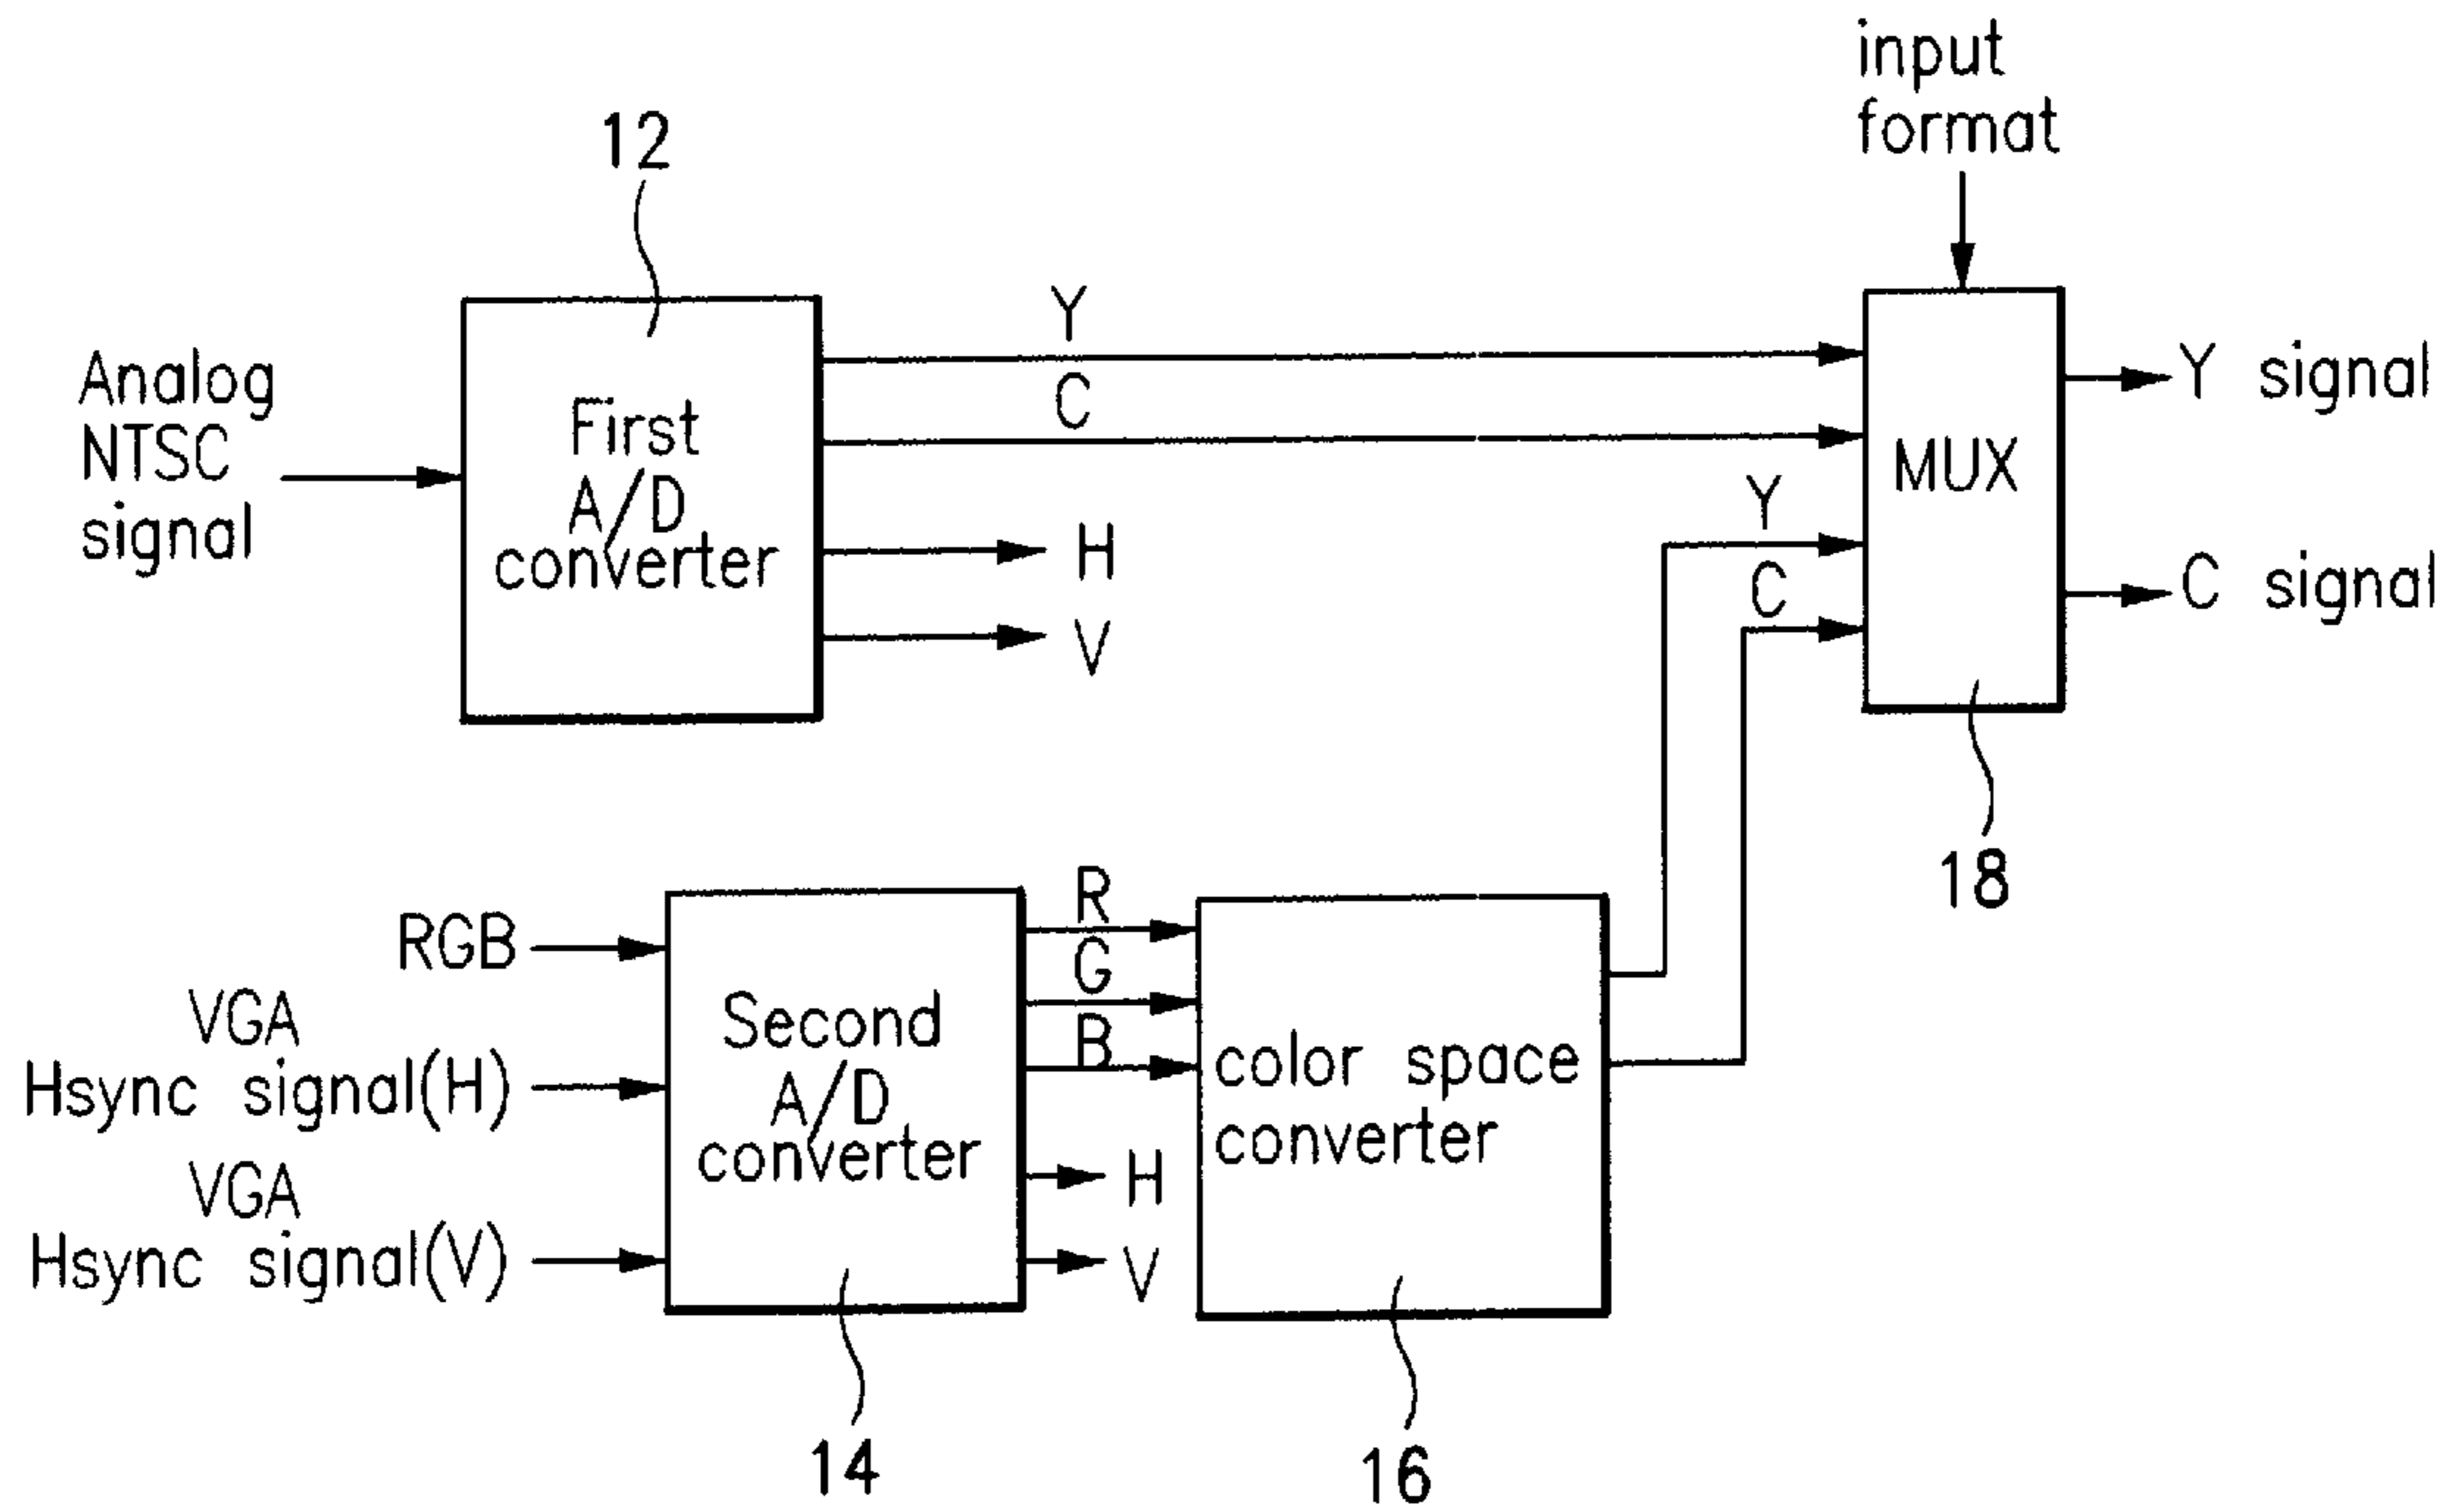 input
format
12
Analog
NTSC
signal
First
A/D
converter
Y
C
H
V
Y
C
MUX
Y signal
C signal
18
RGB
VGA
Hsync signal(H)
VGA
Hsync signal(V)
Second
A/D
converter
R
G
B
H
V
color space
converter
14
16